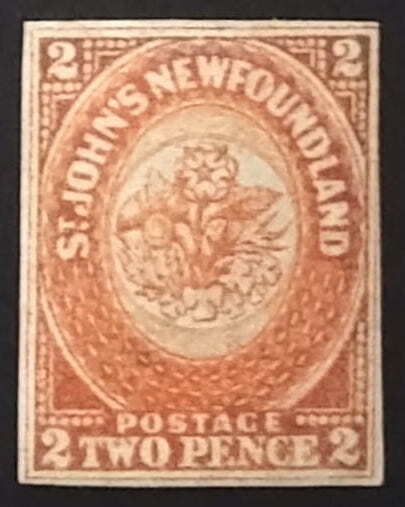 2 2
ST. JOHN'S NEWFOUNDLAND
POSTAGE
2 TWO PENCE 2